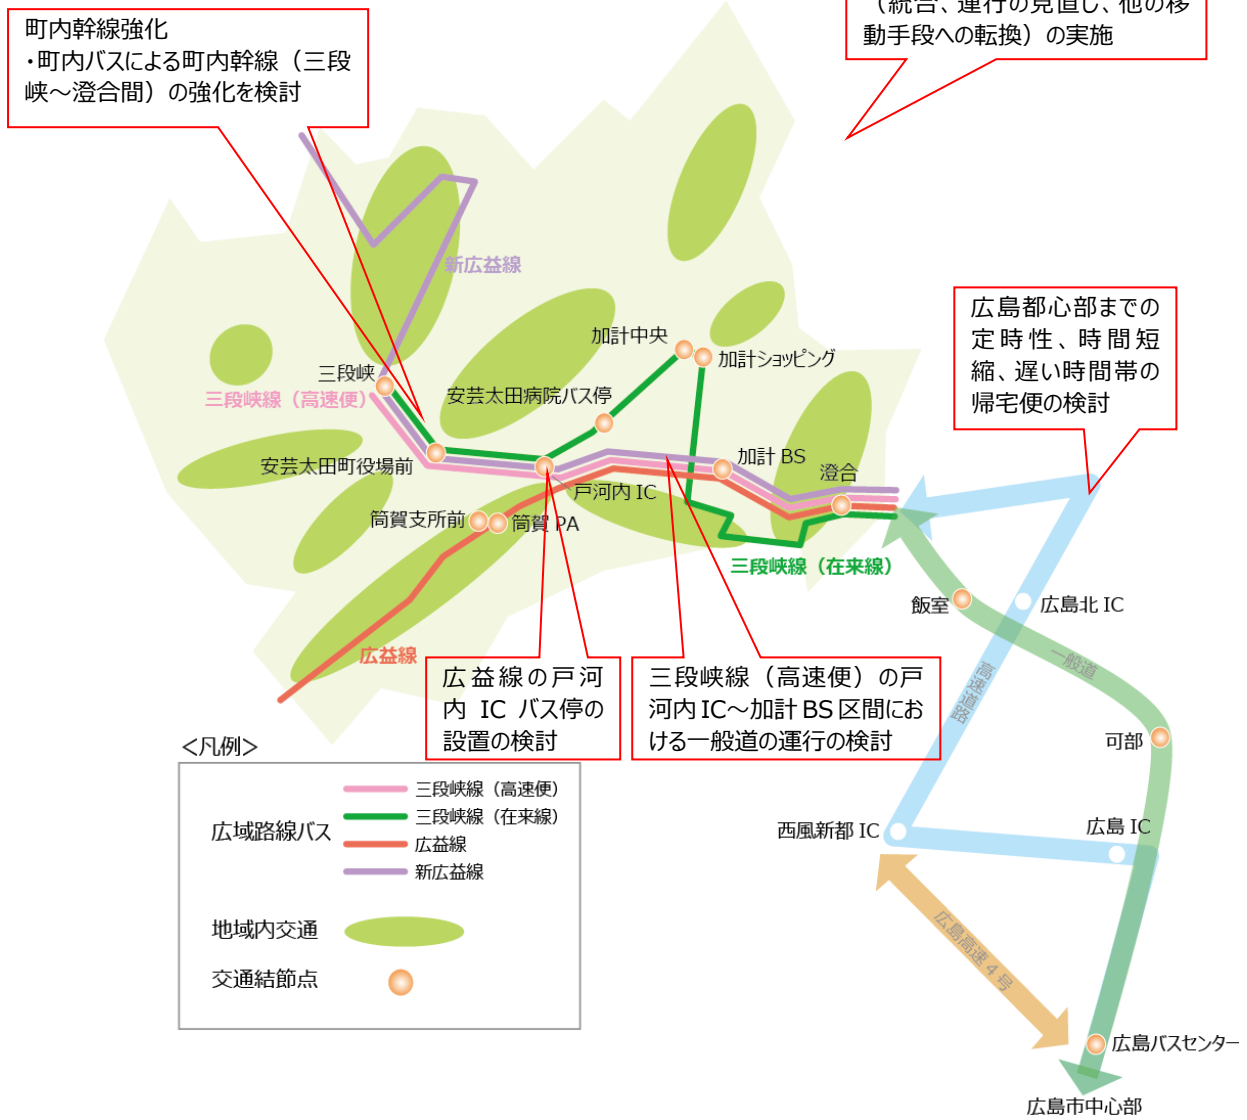 町内幹線強化
・町内バスによる町内幹線（三段
峡～澄合間）の強化を検討
（統合、運行の見直し、他の移
動手段への転換）の実施
新広益線
広島都心部までの
定時性、時間短
縮、遅い時間帯の
帰宅便の検討
加計中央
加計ショッピング
三段峡
三段峡線（高速便）
安芸太田病院バス停
安芸太田町役場前
加計 BS
澄合
戸河内 IC
筒賀支所前
筒賀 PA
三段峡線（在来線）
飯室
広島北 IC
一般道
高速道路
広益線
広益線の戸河
内 IC バス停の
設置の検討
三段峡線（高速便）の戸
河内 IC～加計 BS 区間にお
ける一般道の運行の検討
可部
＜凡例＞
広域路線バス
三段峡線（高速便）
三段峡線（在来線）
広益線
新広益線
地域内交通
交通結節点
西風新都 IC
広島 IC
広島高速 4 号
広島バスセンター
広島市中心部